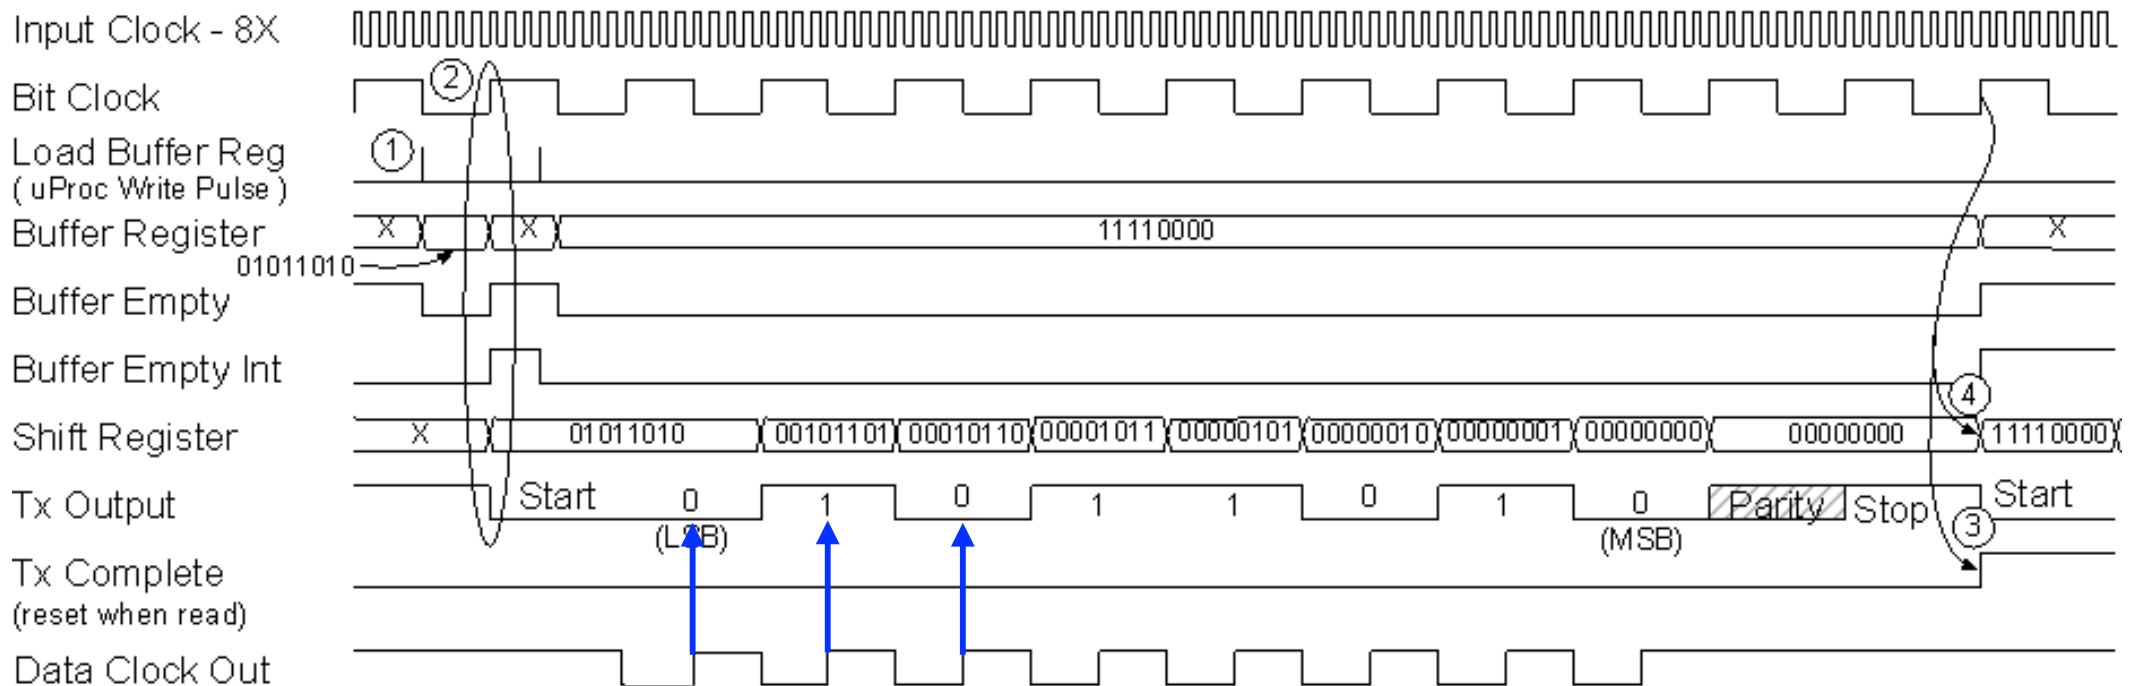 Input Clock - 8X
Bit Clock
2
Load Buffer Reg
1
( uProc Write Pulse )
Buffer Register
X
X
11110000
X
01011010
Buffer Empty
Buffer Empty Int
4
Shift Register
X
01011010
00101101
00010110
00001011
00000101
00000010
00000001
00000000
00000000
11110000
Tx Output
Start
0
1
0
1
1
0
1
0
Parity
Stop
Start
(LSB)
(MSB)
3
Tx Complete
(reset when read)
Data Clock Out